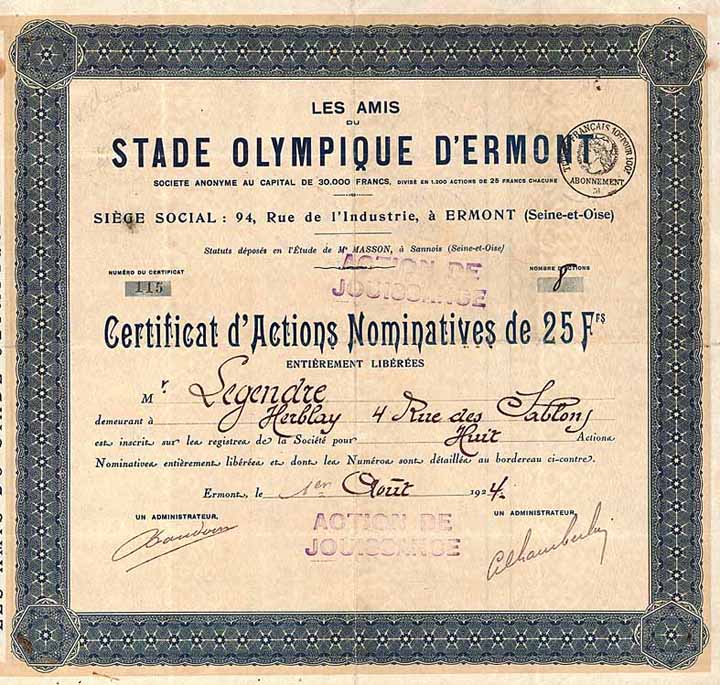 LES AMIS
DU
STADE OLYMPIQUE D'ERMONT
SOCIETE ANONYME AU CAPITAL DE 30.000 FRANCS, DIVISÉ EN 1.200 ACTIONS DE 25 FRANCS CHACUNE
ABONNEMENT
SIÈGE SOCIAL : 94, Rue de l'Industrie, à ERMONT (Seine-et-Oise)
Statuts déposés en l'Étude de Me MASSON, à Sannois (Seine-et-Oise)
ACTION DE
JOUISSANCE
NUMÉRO DU CERTIFICAT
115
NOMBRE D'ACTIONS
8
Certificat d'Actions Nominatives de 25 Frs
ENTIÈREMENT LIBÉRÉES
Mr Legendre
demeurant à Herblay 4 Rue des Sablons
est inscrit sur les registres de la Société pour Huit Actions
Nominatives entièrement libérées et dont les Numéros sont détaillés au bordereau ci-contre.
Ermont, le 1er Août 1924
UN ADMINISTRATEUR,
UN ADMINISTRATEUR,
ACTION DE
JOUISSANCE